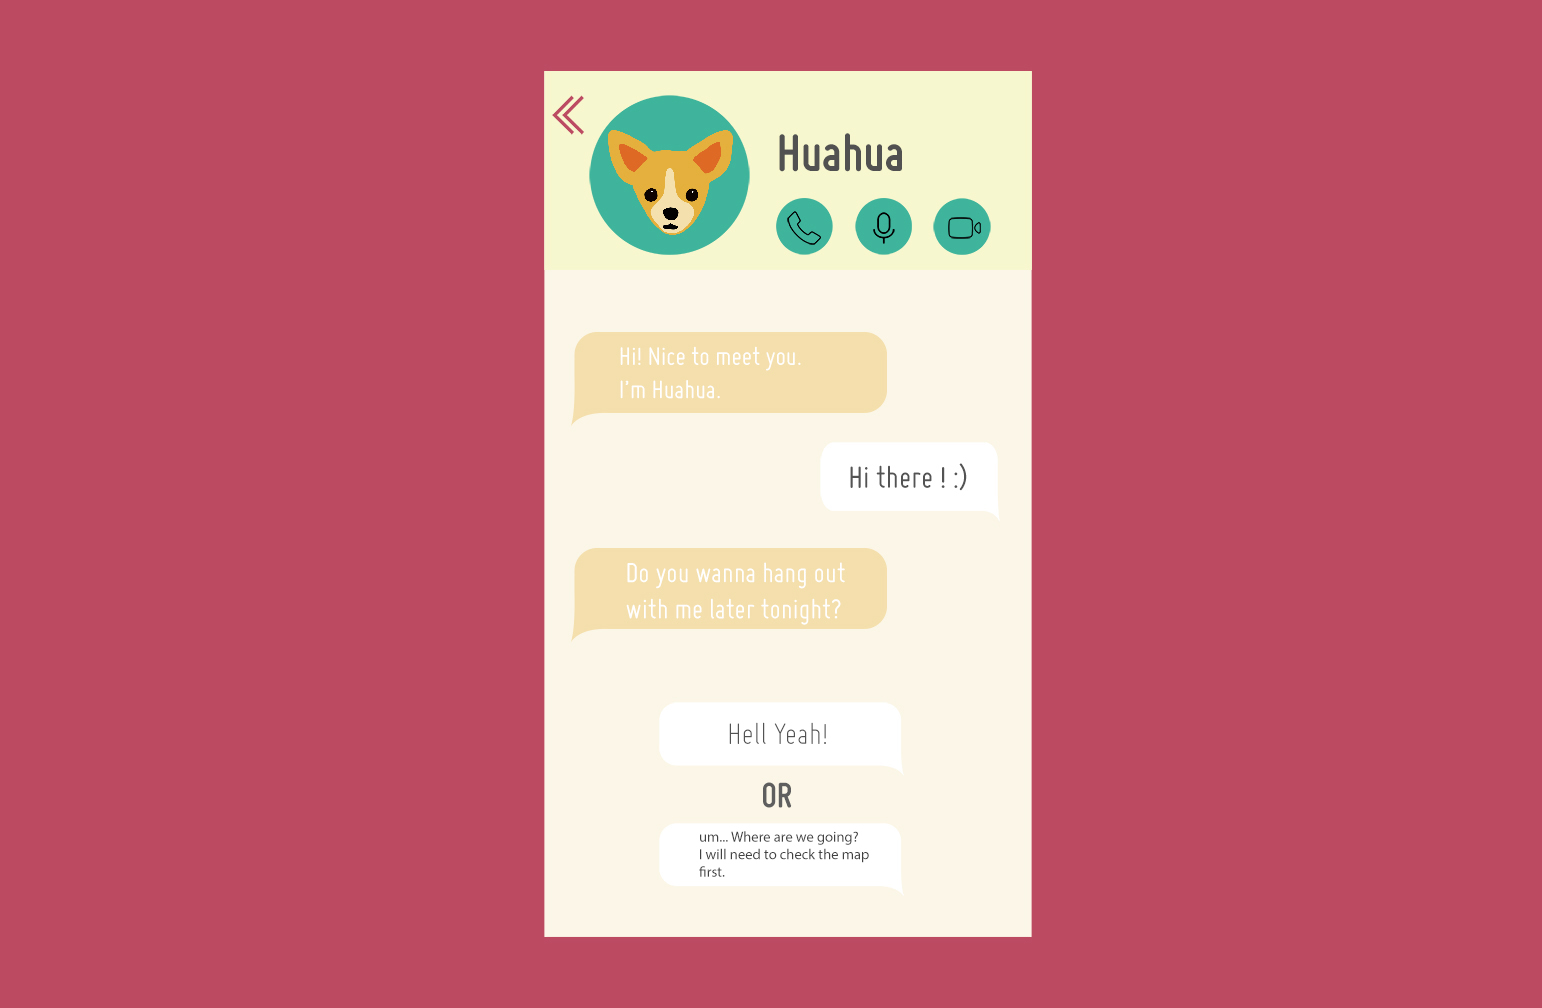 Huahua
Hi! Nice to meet you.
I'm Huahua.
Hi there ! :)
Do you wanna hang out
with me later tonight?
Hell Yeah!
OR
um... Where are we going?
I will need to check the map
first.